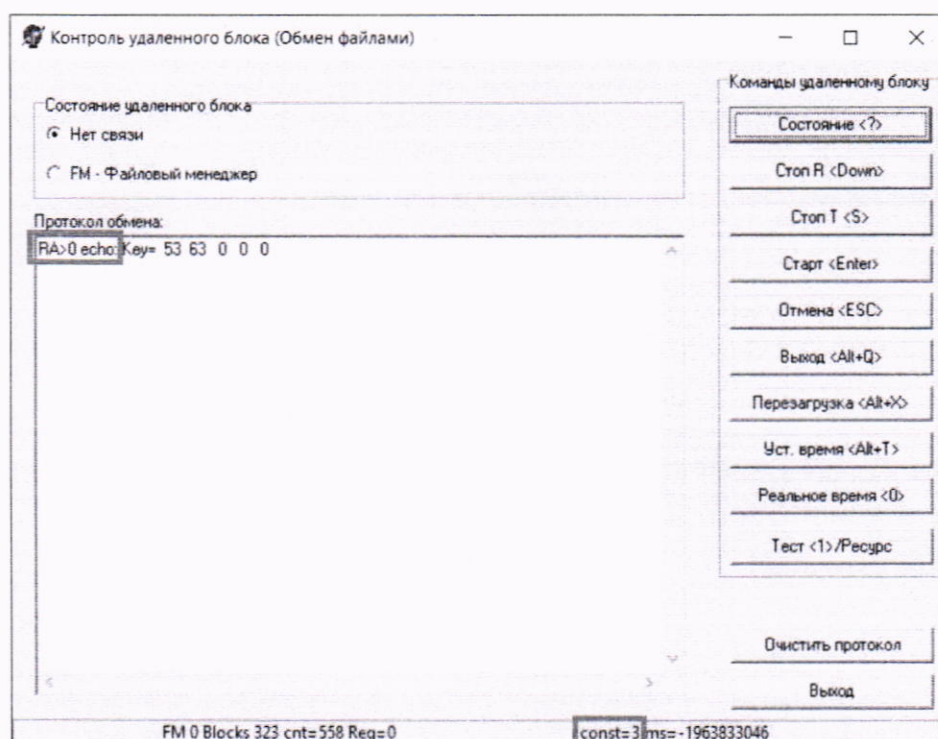 Контроль удаленного блока (Обмен файлами)
Состояние удаленного блока
Нет связи
FM - Файловый менеджер
Протокол обмена:
RA>0 echo: Key= 53 63 0 0 0
Команды удаленному блоку
Состояние <?>
Стоп R <Down>
Стоп T <S>
Старт <Enter>
Отмена <ESC>
Выход <Alt+Q>
Перезагрузка <Alt+X>
Уст. время <Alt+T>
Реальное время <0>
Тест <1>/Ресурс
Очистить протокол
Выход
FM 0 Blocks 323 cnt=558 Req=0
const=3 ms=-1963833046